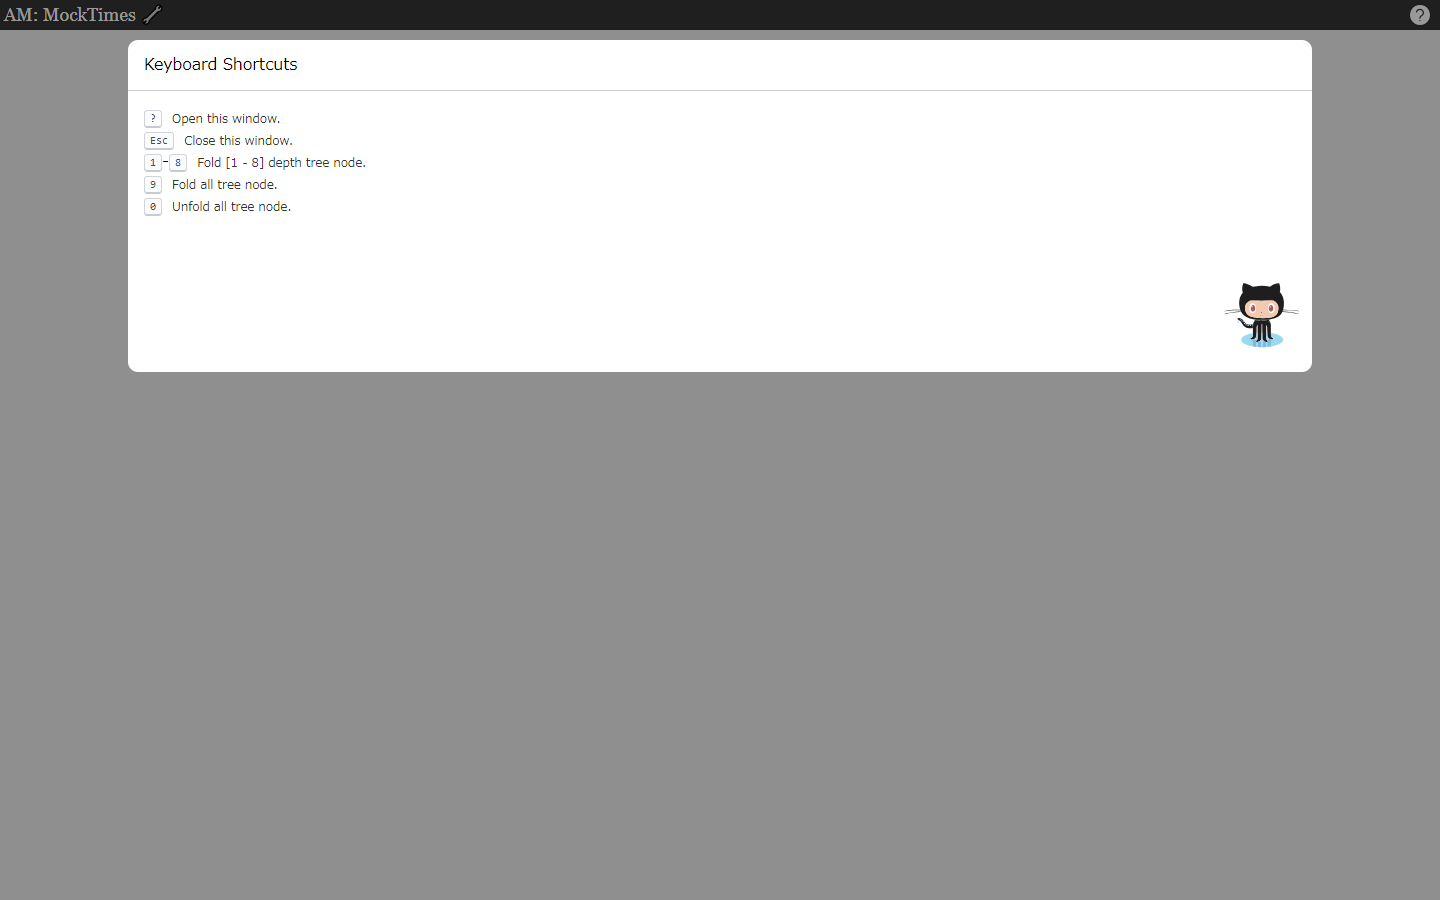 AM: MockTimes
?
Keyboard Shortcuts
? Open this window.
Esc Close this window.
1 - 8 Fold [1 - 8] depth tree node.
9 Fold all tree node.
0 Unfold all tree node.